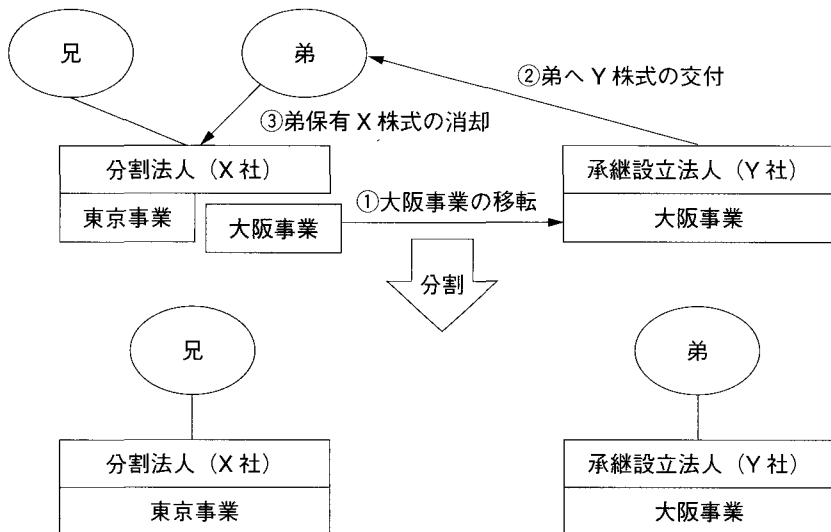 兄
弟
②弟へY株式の交付
③弟保有X株式の消却
分割法人（X社）
承継設立法人（Y社）
東京事業
大阪事業
①大阪事業の移転
大阪事業
分割
兄
弟
分割法人（X社）
承継設立法人（Y社）
東京事業
大阪事業